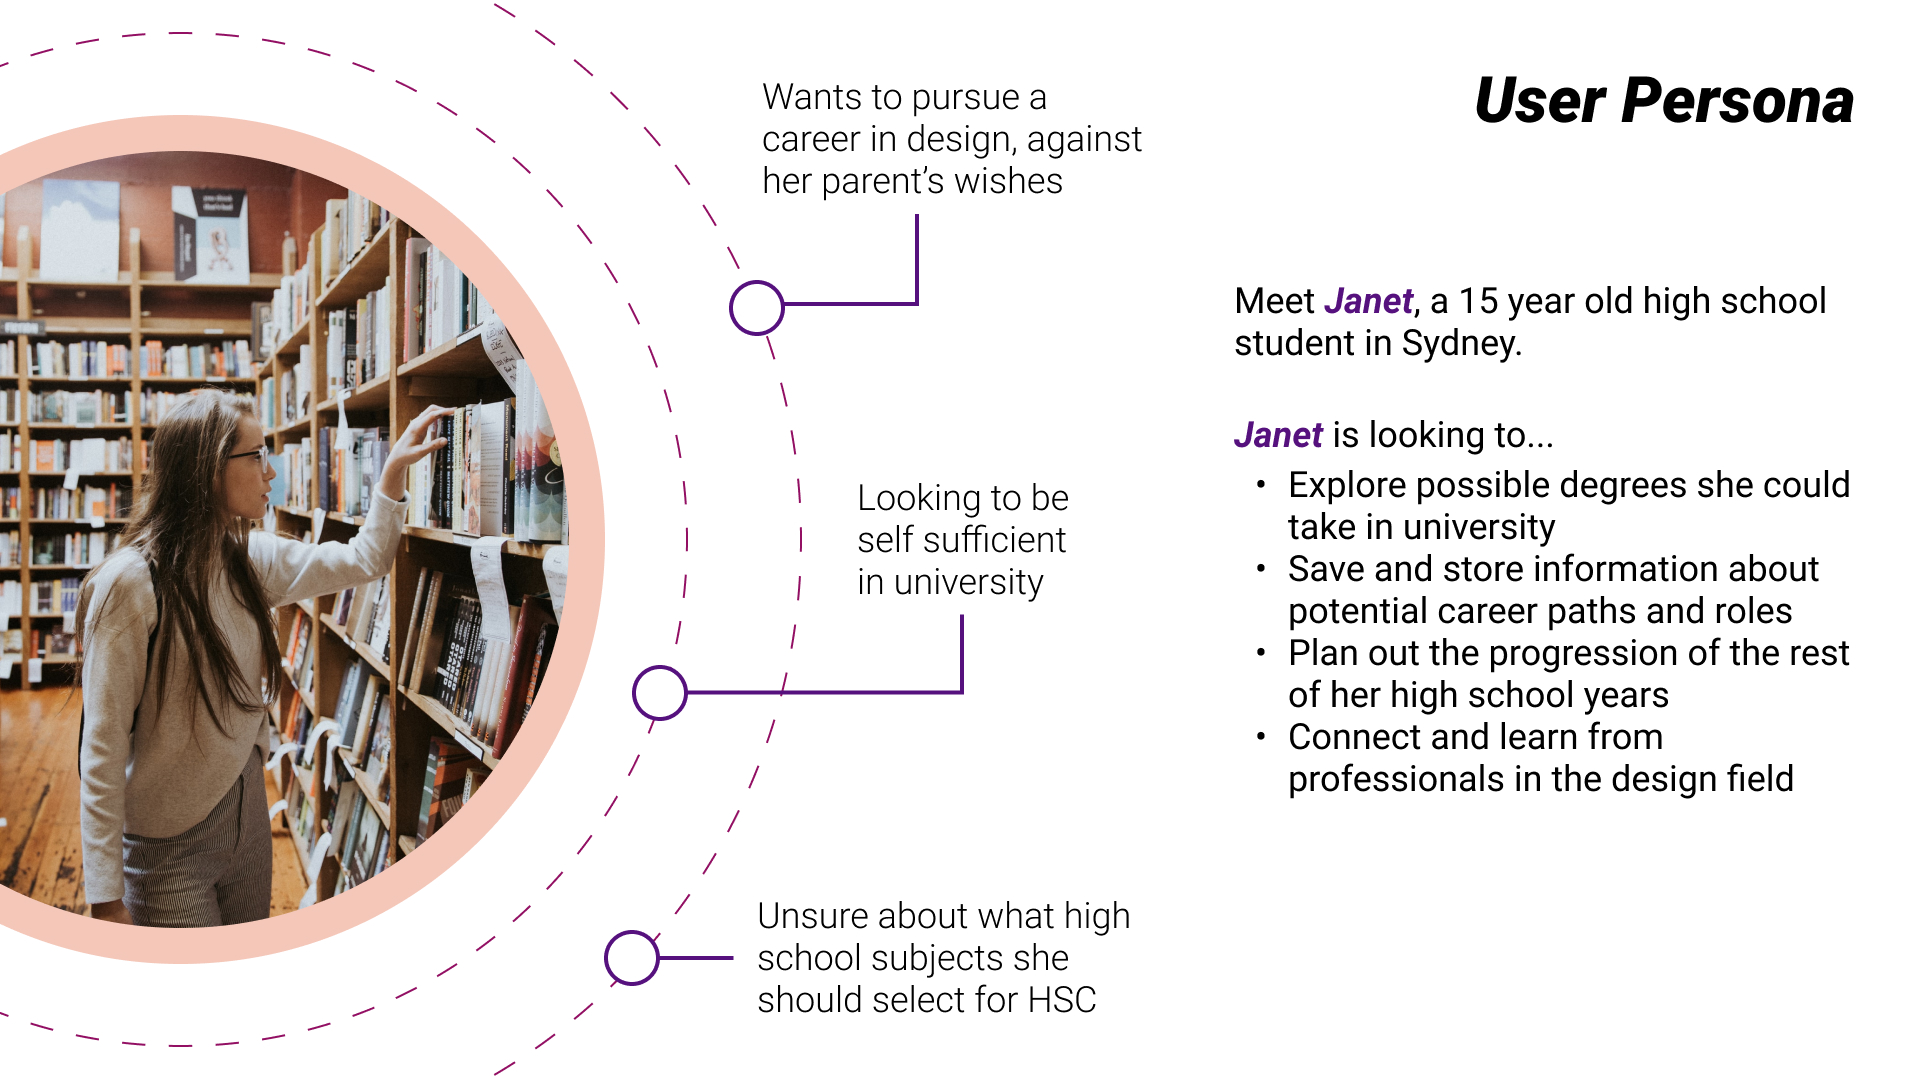 User Persona
Wants to pursue a
career in design, against
her parent's wishes
Looking to be
self sufficient
in university
Unsure about what high
school subjects she
should select for HSC
Meet Janet, a 15 year old high school
student in Sydney.
Janet is looking to...
• Explore possible degrees she could
take in university
• Save and store information about
potential career paths and roles
• Plan out the progression of the rest
of her high school years
• Connect and learn from
professionals in the design field